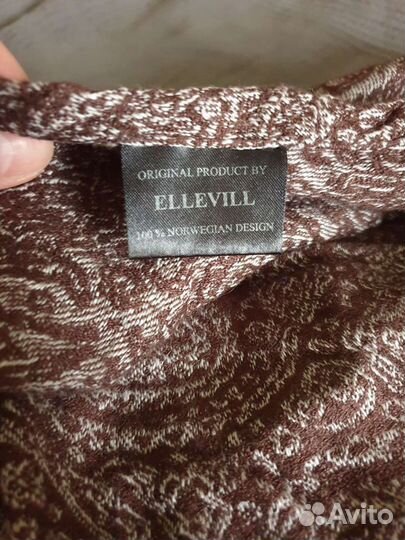 ORIGINAL PRODUCT BY
ELLEVILL
100 % NORWEGIAN DESIGN
Avito